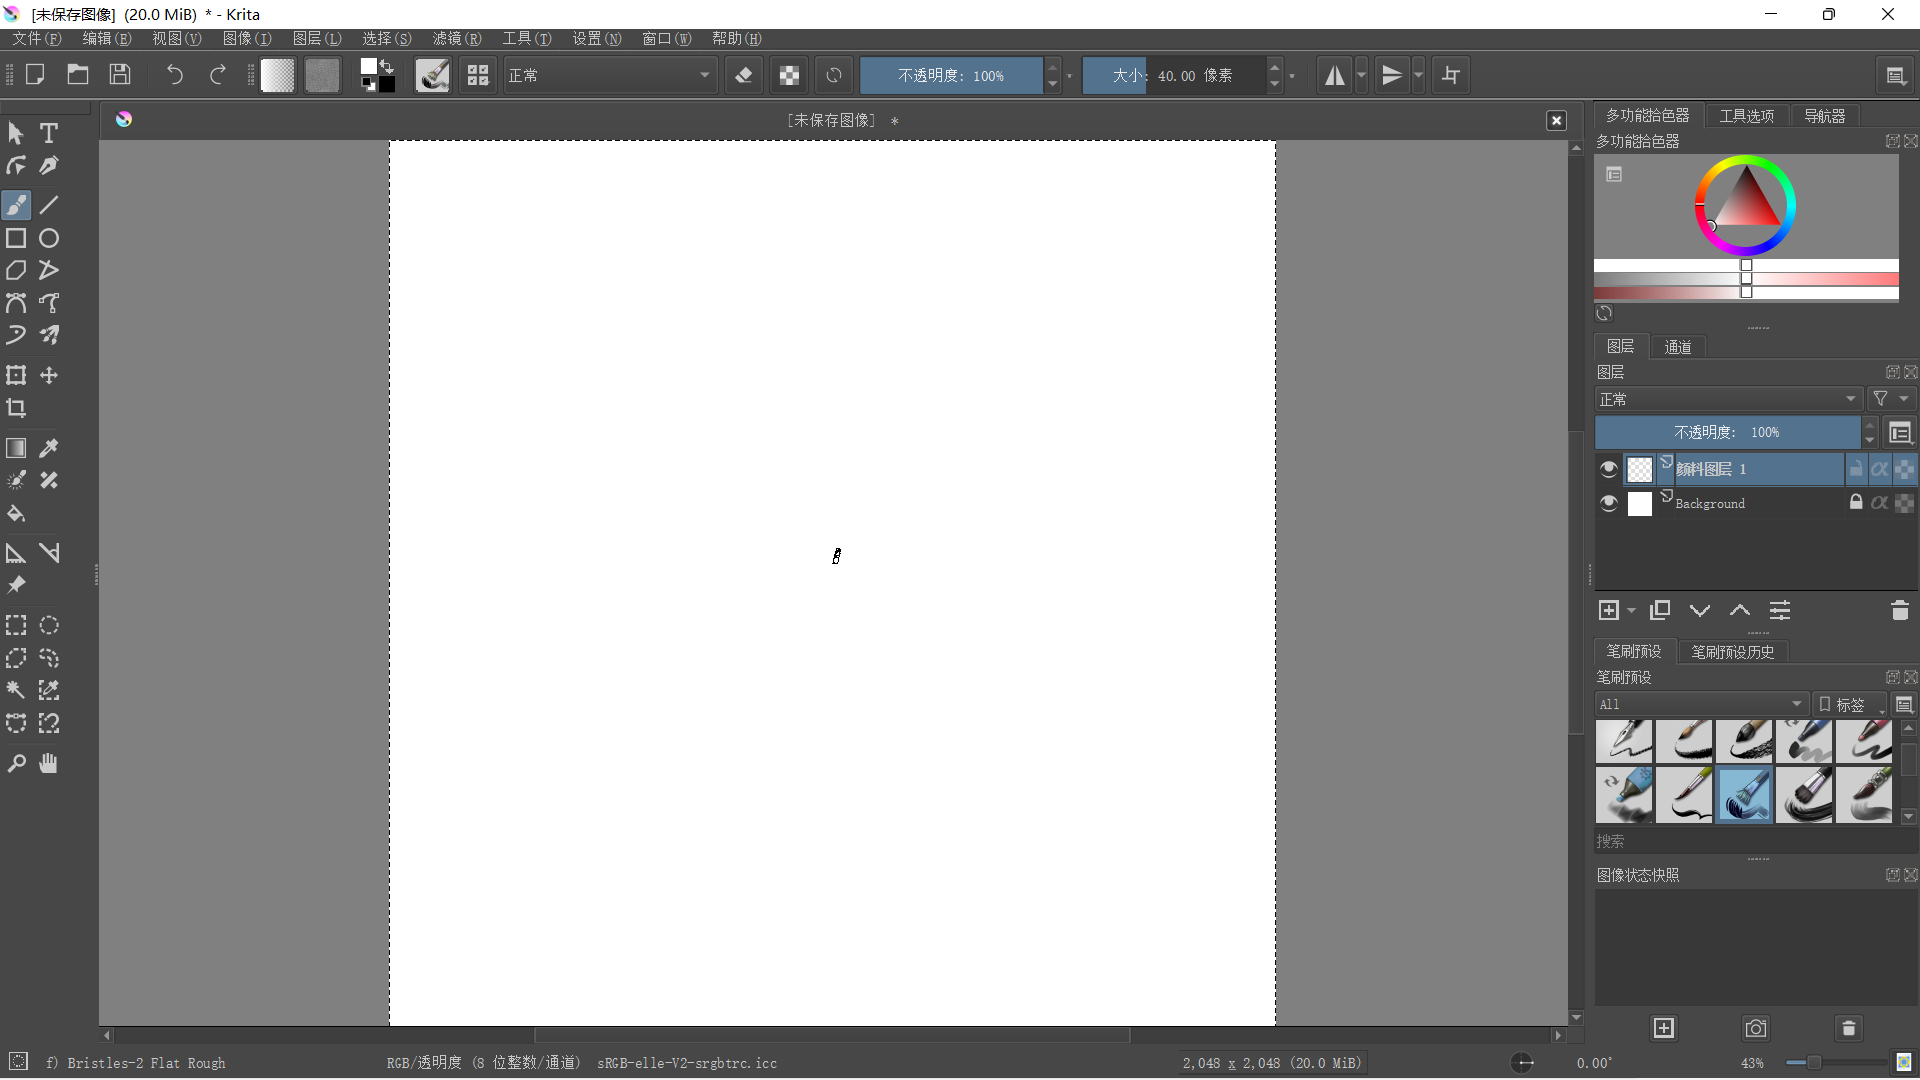 [未保存图像] (20.0 MiB) * - Krita
文件(F) 编辑(E) 视图(V) 图像(I) 图层(L) 选择(S) 滤镜(R) 工具(T) 设置(N) 窗口(W) 帮助(H)
正常 不透明度: 100% 大小: 40.00 像素
[未保存图像] *
多功能拾色器 工具选项 导航器
多功能拾色器
图层 通道
图层
正常
不透明度: 100%
颜料图层 1
Background
笔刷预设 笔刷预设历史
笔刷预设
All 标签
搜索
图像状态快照
f) Bristles-2 Flat Rough RGB/透明度 (8 位整数/通道) sRGB-elle-V2-srgbtrc.icc 2,048 x 2,048 (20.0 MiB) 0.00° 43%